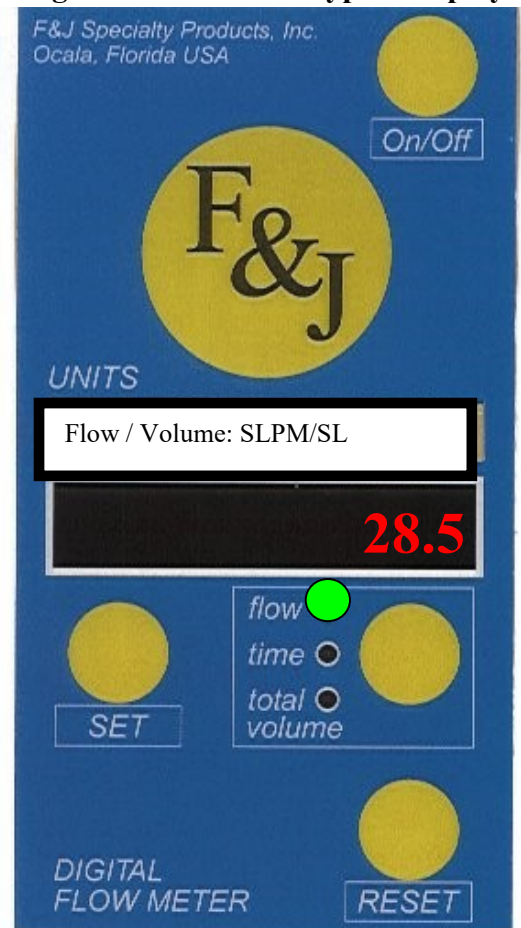 F&J Specialty Products, Inc.
Ocala, Florida USA
On/Off
F&J
UNITS
Flow / Volume: SLPM/SL
28.5
flow
time
total
volume
SET
DIGITAL
FLOW METER
RESET